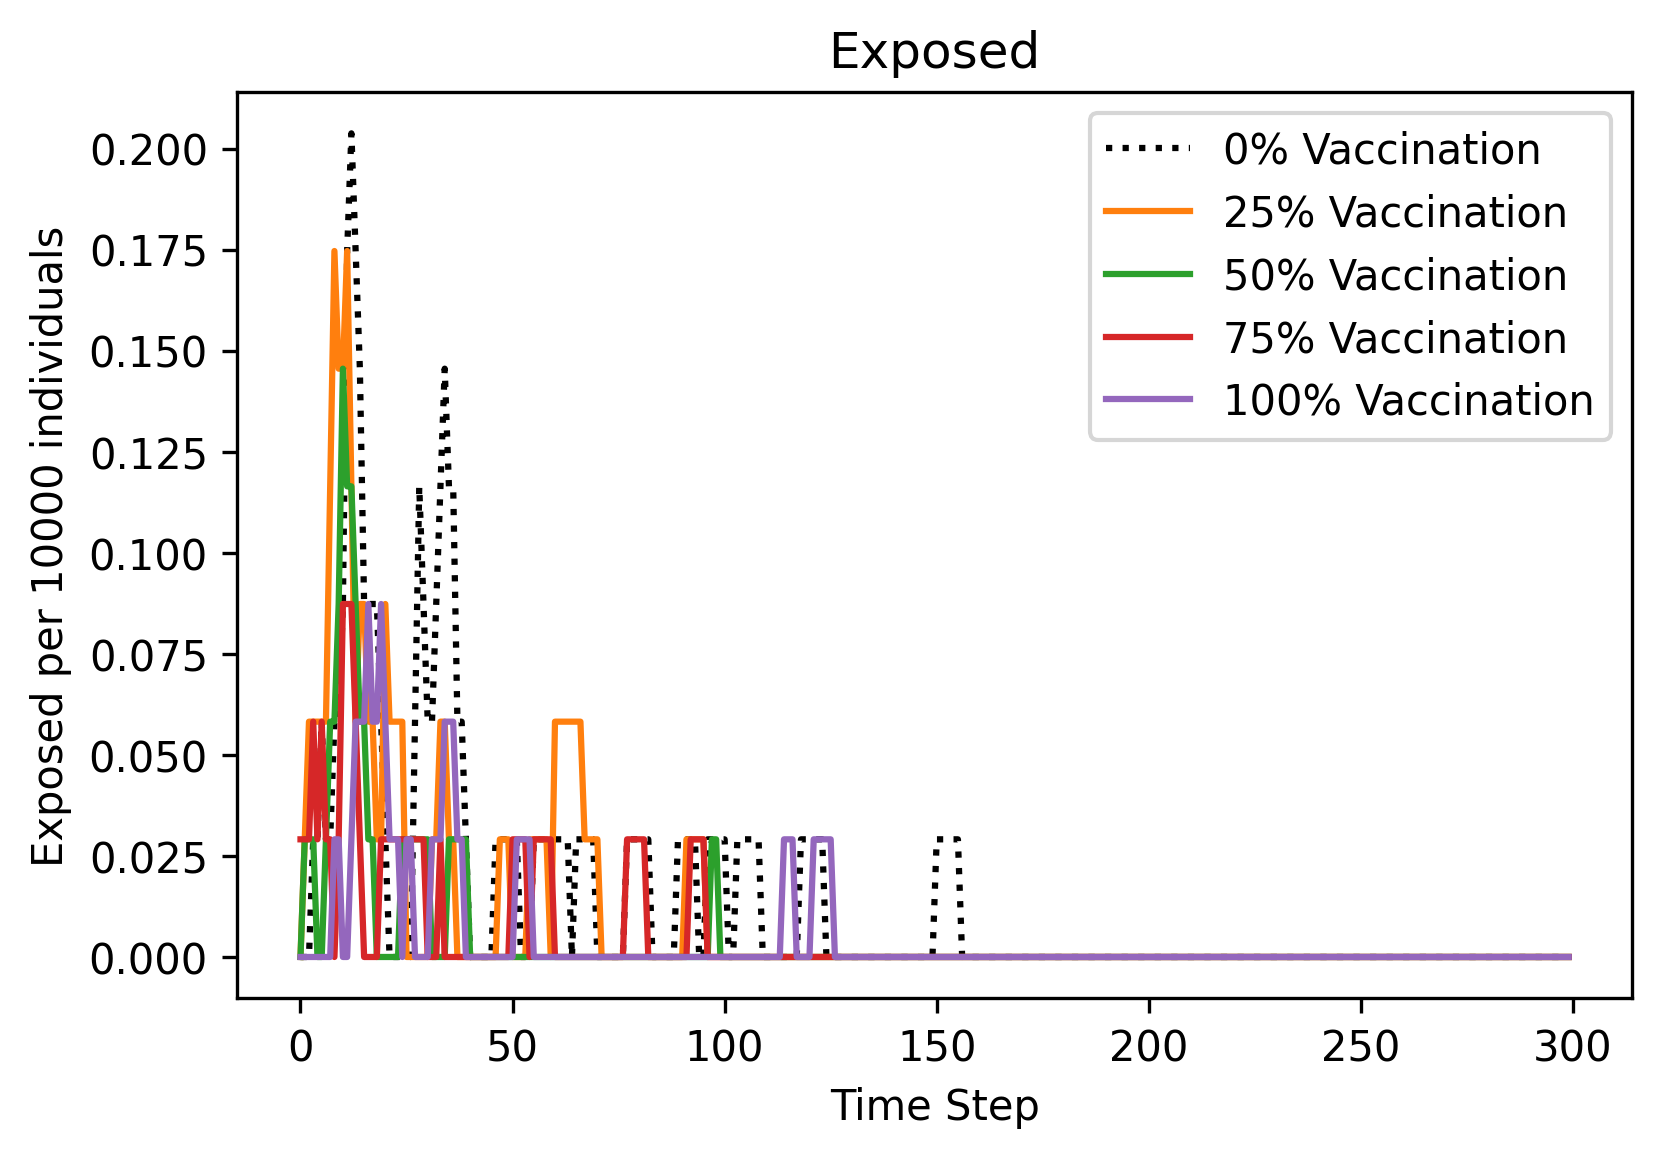 Exposed
Exposed per 10000 individuals
0.200
0.175
0.150
0.125
0.100
0.075
0.050
0.025
0.000
0% Vaccination
25% Vaccination
50% Vaccination
75% Vaccination
100% Vaccination
0 50 100 150 200 250 300
Time Step